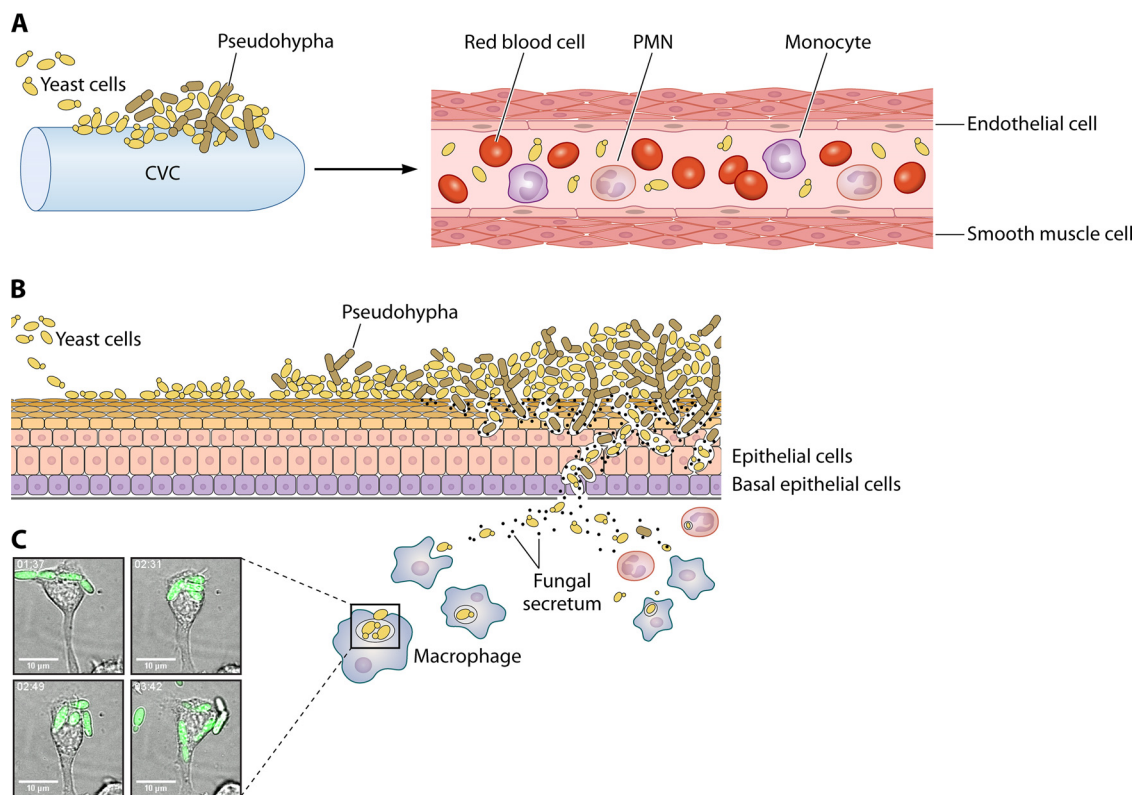 A
Pseudohypha
Yeast cells
CVC
Red blood cell
PMN
Monocyte
Endothelial cell
Smooth muscle cell
B
Pseudohypha
Yeast cells
Epithelial cells
Basal epithelial cells
Fungal
secretum
Macrophage
C
01:37
10 µm
02:31
10 µm
02:49
10 µm
03:42
10 µm